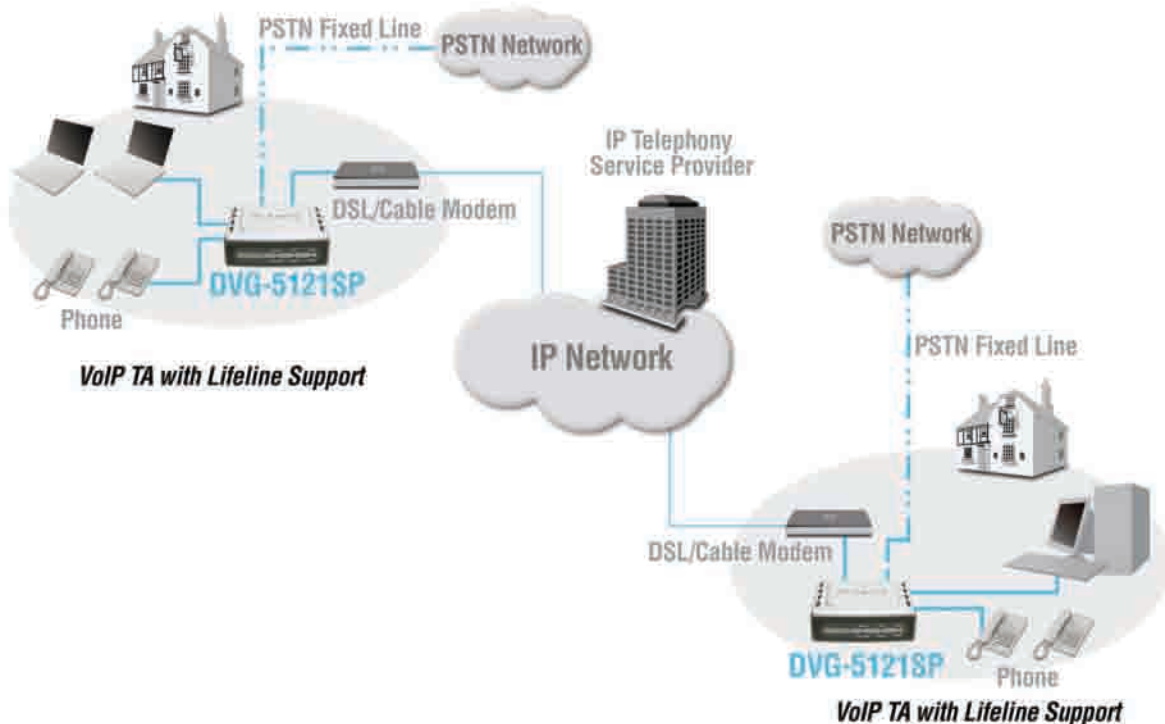 PSTN Fixed Line
PSTN Network
IP Telephony
Service Provider
DSL/Cable Modem
DVG-5121SP
Phone
VoIP TA with Lifeline Support
IP Network
PSTN Network
PSTN Fixed Line
DSL/Cable Modem
DVG-5121SP
Phone
VoIP TA with Lifeline Support